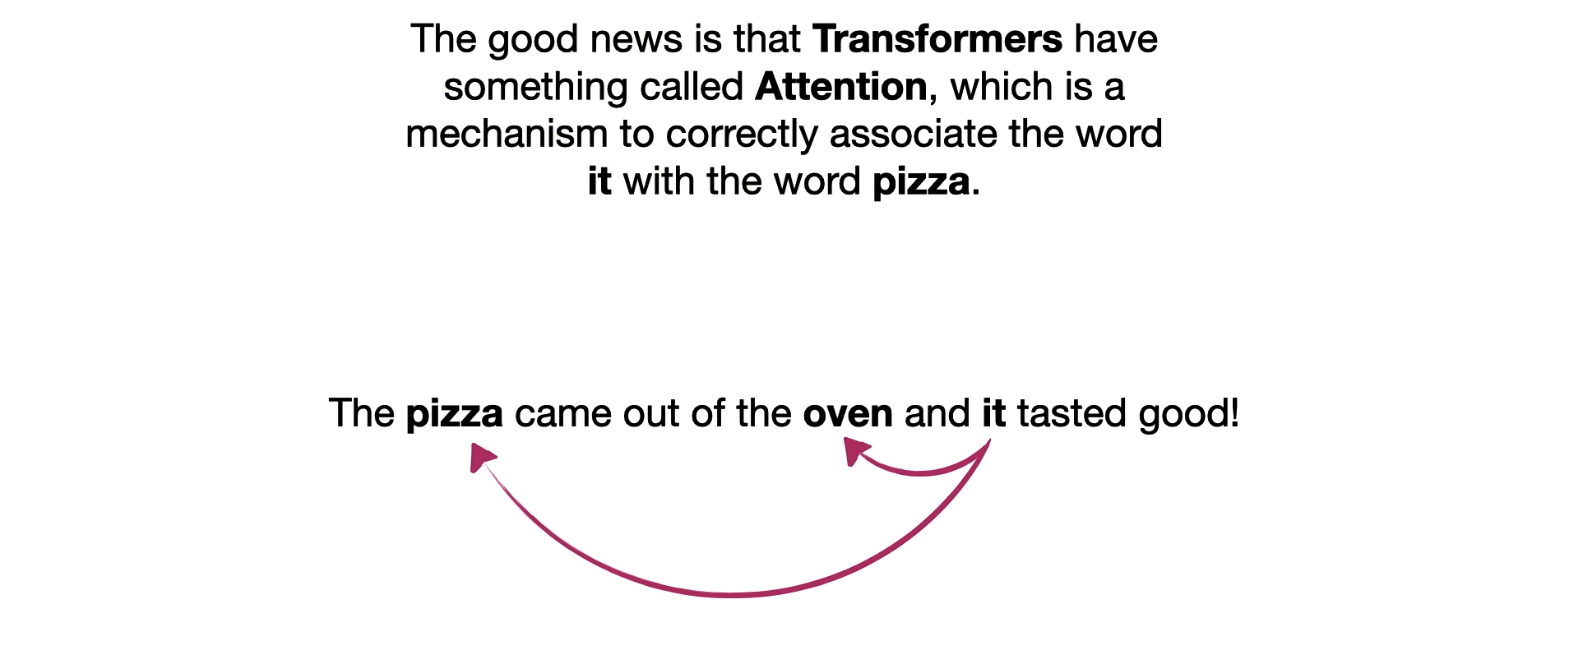 The good news is that Transformers have
something called Attention, which is a
mechanism to correctly associate the word
it with the word pizza.
The pizza came out of the oven and it tasted good!